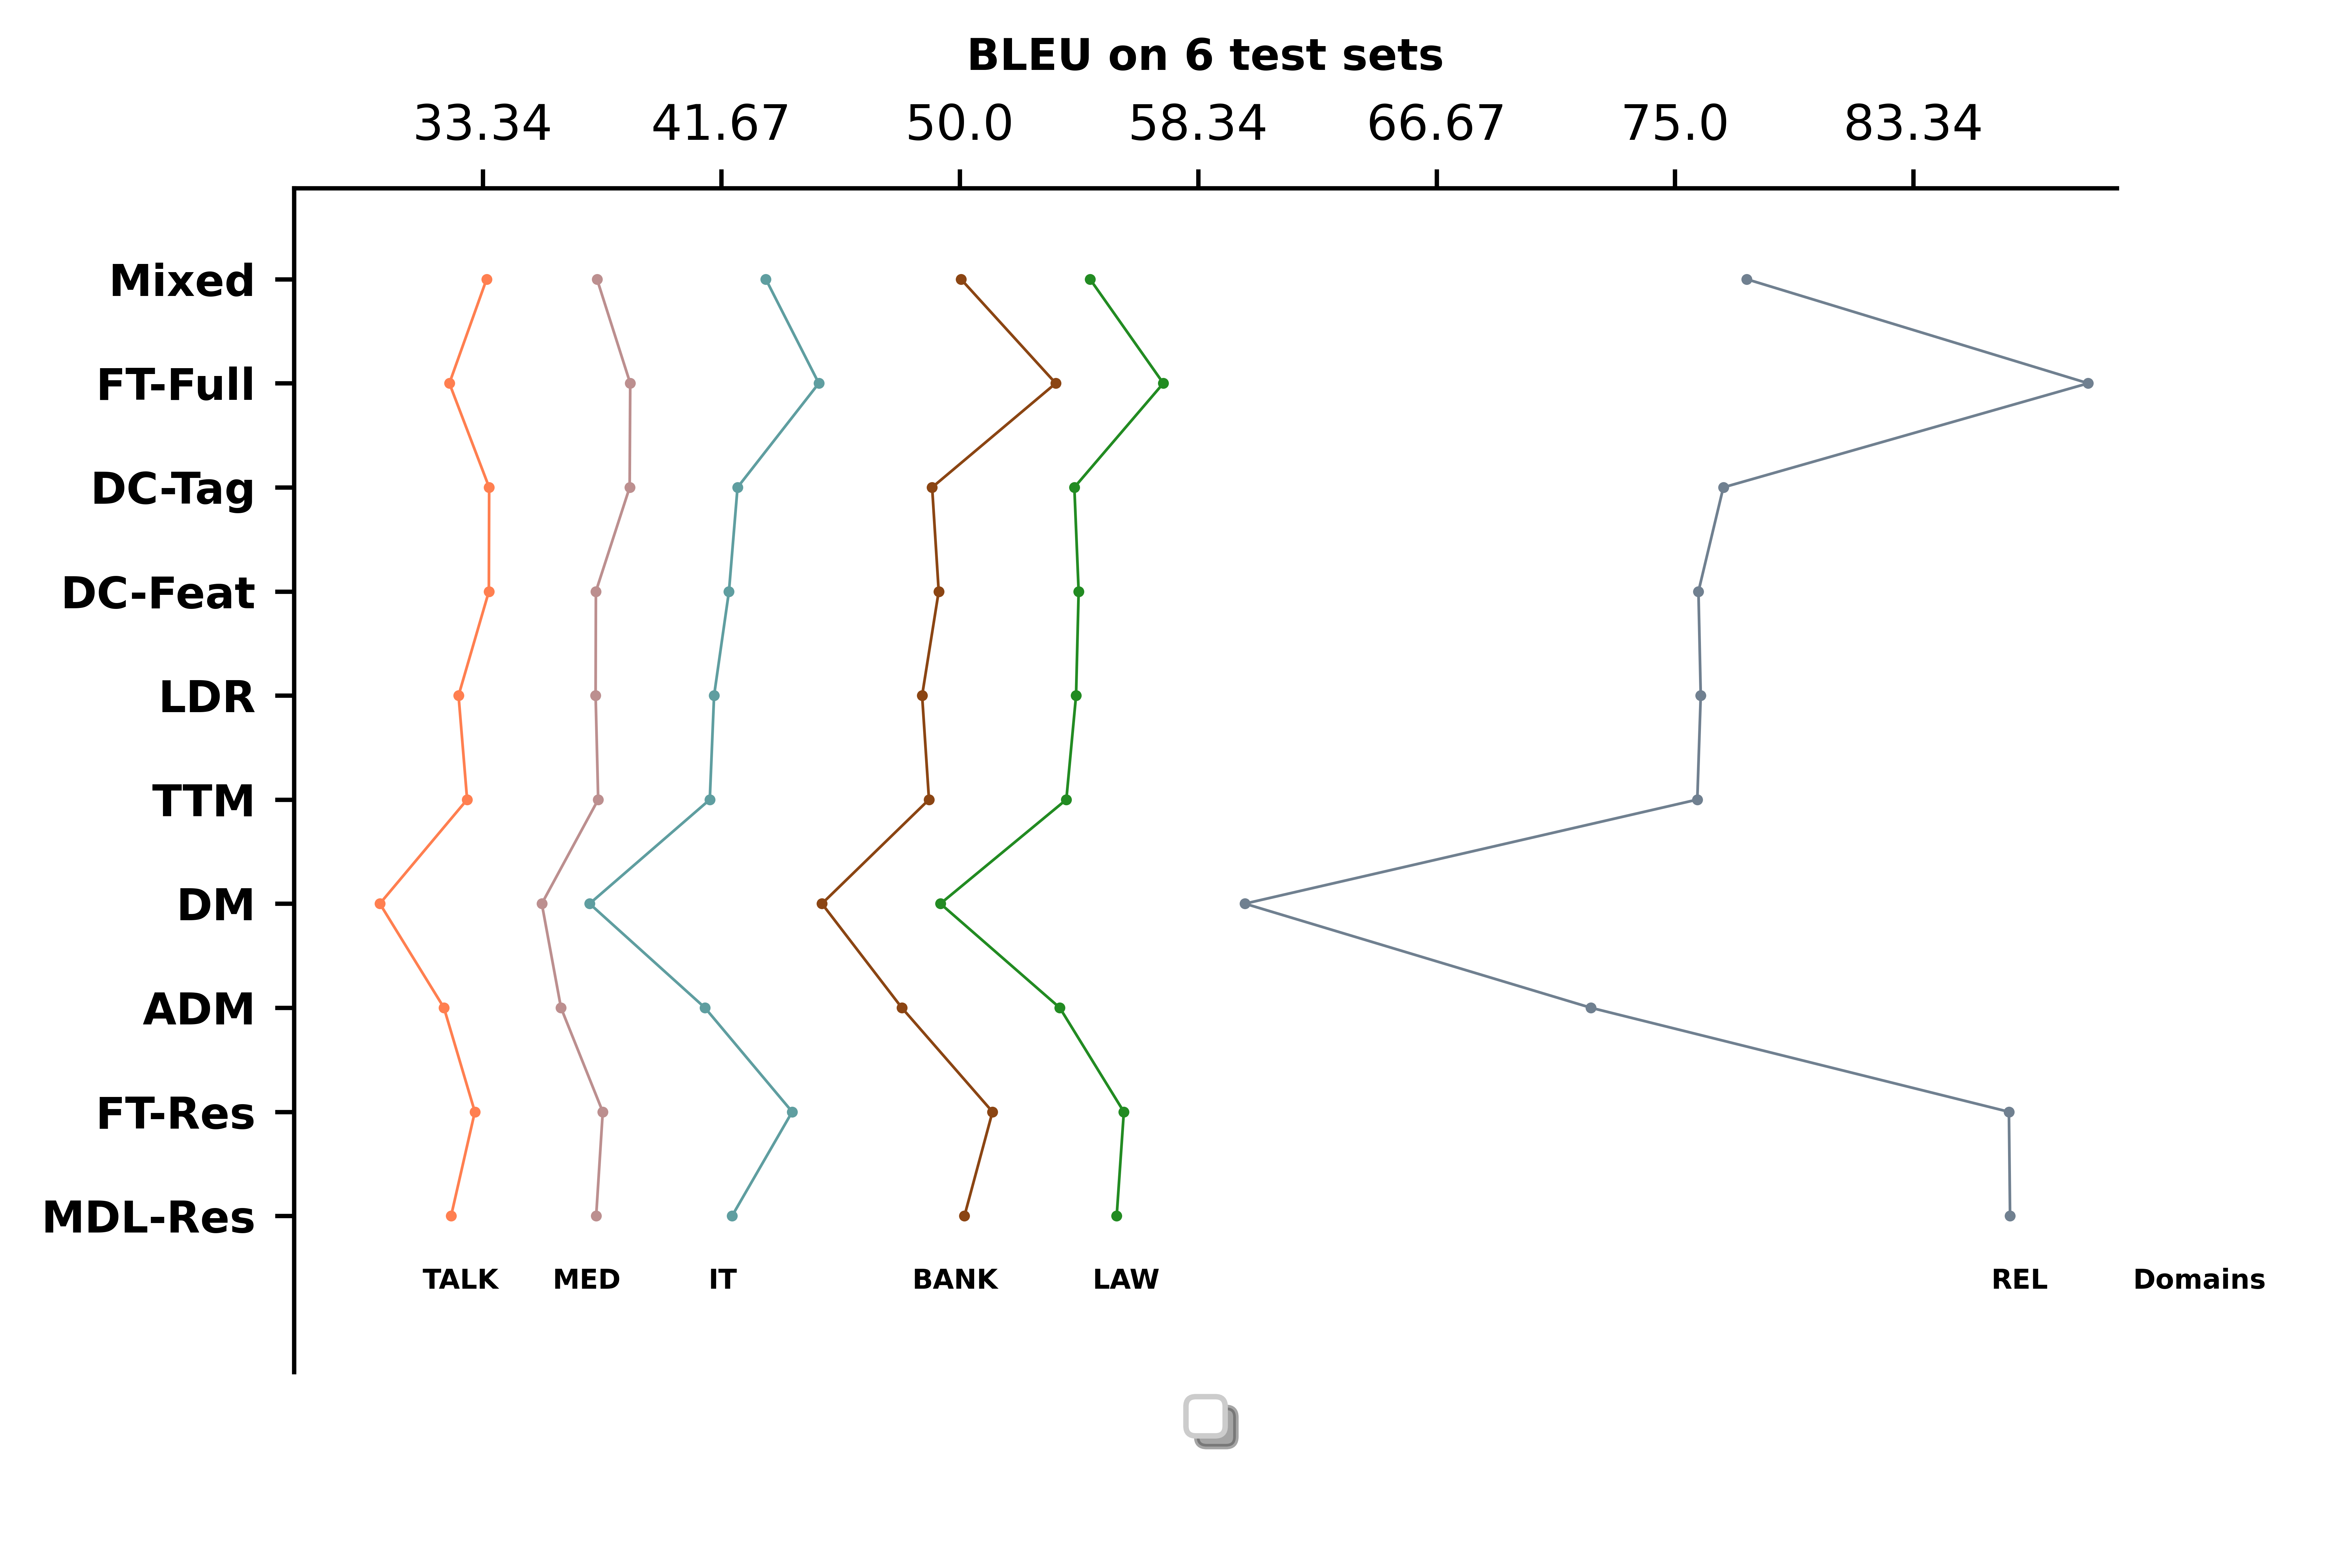 BLEU on 6 test sets
33.34 41.67 50.0 58.34 66.67 75.0 83.34
Mixed
FT-Full
DC-Tag
DC-Feat
LDR
TTM
DM
ADM
FT-Res
MDL-Res
TALK MED IT BANK LAW REL Domains